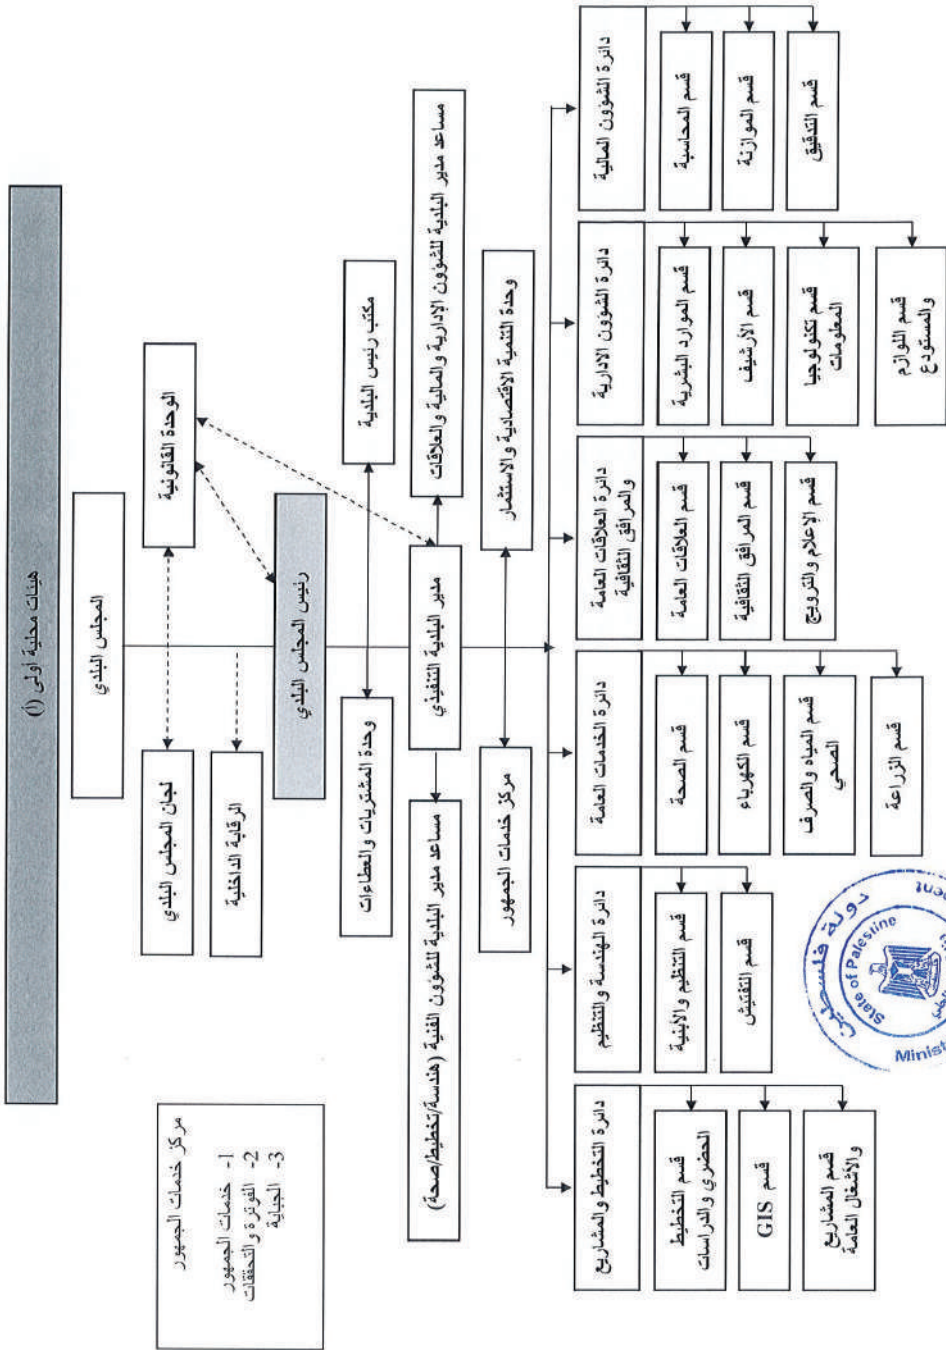 هيئات محلية أولى (أ)
المجلس البلدي
الوحدة القانونية
لجان المجلس البلدي
الرقابة الداخلية
رئيس المجلس البلدي
مكتب رئيس البلدية
وحدة المشتريات والعطاءات
مدير البلدية التنفيذي
مساعد مدير البلدية للشؤون الإدارية والمالية والعلاقات
مساعد مدير البلدية للشؤون الفنية (هندسة/تخطيط/صحة)
وحدة التنمية الاقتصادية والاستثمار
مركز خدمات الجمهور
دائرة الشؤون المالية
قسم المحاسبة
قسم الموازنة
قسم التدقيق
دائرة الشؤون الادارية
قسم الموارد البشرية
قسم الأرشيف
قسم تكنولوجيا
المعلومات
قسم اللوازم
والمستودع
دائرة العلاقات العامة
والمرافق الثقافية
قسم العلاقات العامة
قسم المرافق الثقافية
قسم الإعلام والترويج
دائرة الخدمات العامة
قسم الصحة
قسم الكهرباء
قسم المياه والصرف
الصحي
قسم الزراعة
دائرة الهندسة والتنظيم
قسم التنظيم والأبنية
قسم التفتيش
دائرة التخطيط والمشاريع
قسم التخطيط
الحضري والدراسات
قسم GIS
قسم المشاريع
والأشغال العامة
مركز خدمات الجمهور
1- خدمات الجمهور
2- الفوترة والتحققات
3- الجباية
دولة فلسطين
State of Palestine